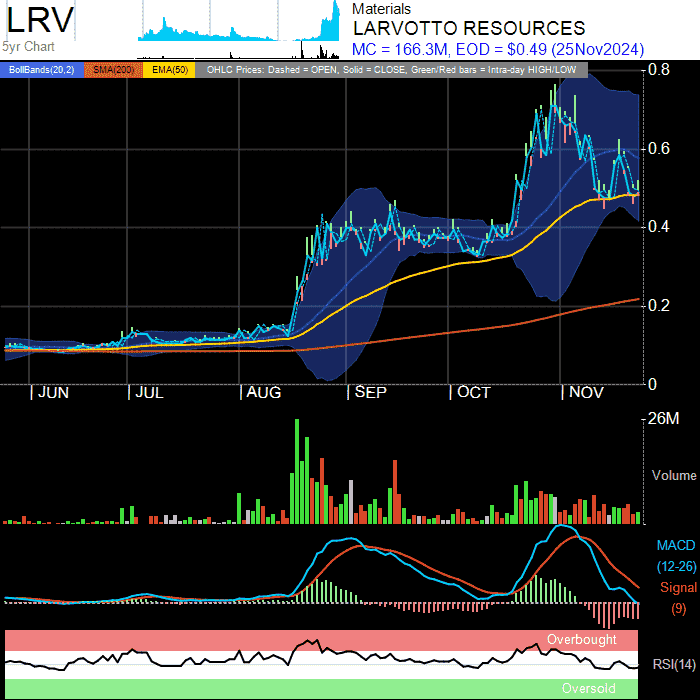 LRV
5yr Chart
Materials
LARVOTTO RESOURCES
MC = 166.3M, EOD = $0.49 (25Nov2024)
BollBands(20,2) SMA(200) EMA(50) OHLC Prices: Dashed = OPEN, Solid = CLOSE, Green/Red bars = Intra-day HIGH/LOW
0.8
0.6
0.4
0.2
0
| JUN | JUL | AUG | SEP | OCT | NOV
26M
Volume
MACD
(12-26)
Signal
(9)
Overbought
RSI(14)
Oversold